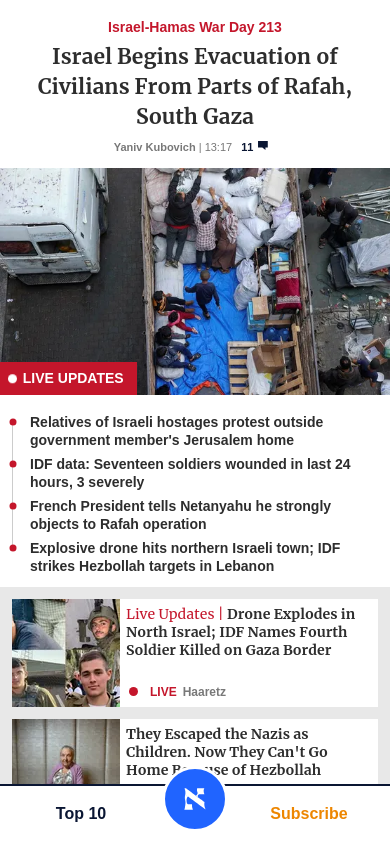 Israel-Hamas War Day 213
Israel Begins Evacuation of
Civilians From Parts of Rafah,
South Gaza
Yaniv Kubovich | 13:17 11
LIVE UPDATES
Relatives of Israeli hostages protest outside
government member's Jerusalem home
IDF data: Seventeen soldiers wounded in last 24
hours, 3 severely
French President tells Netanyahu he strongly
objects to Rafah operation
Explosive drone hits northern Israeli town; IDF
strikes Hezbollah targets in Lebanon
Live Updates | Drone Explodes in
North Israel; IDF Names Fourth
Soldier Killed on Gaza Border
LIVE Haaretz
They Escaped the Nazis as
Children. Now They Can't Go
Home of Hezbollah
Top 10
Subscribe